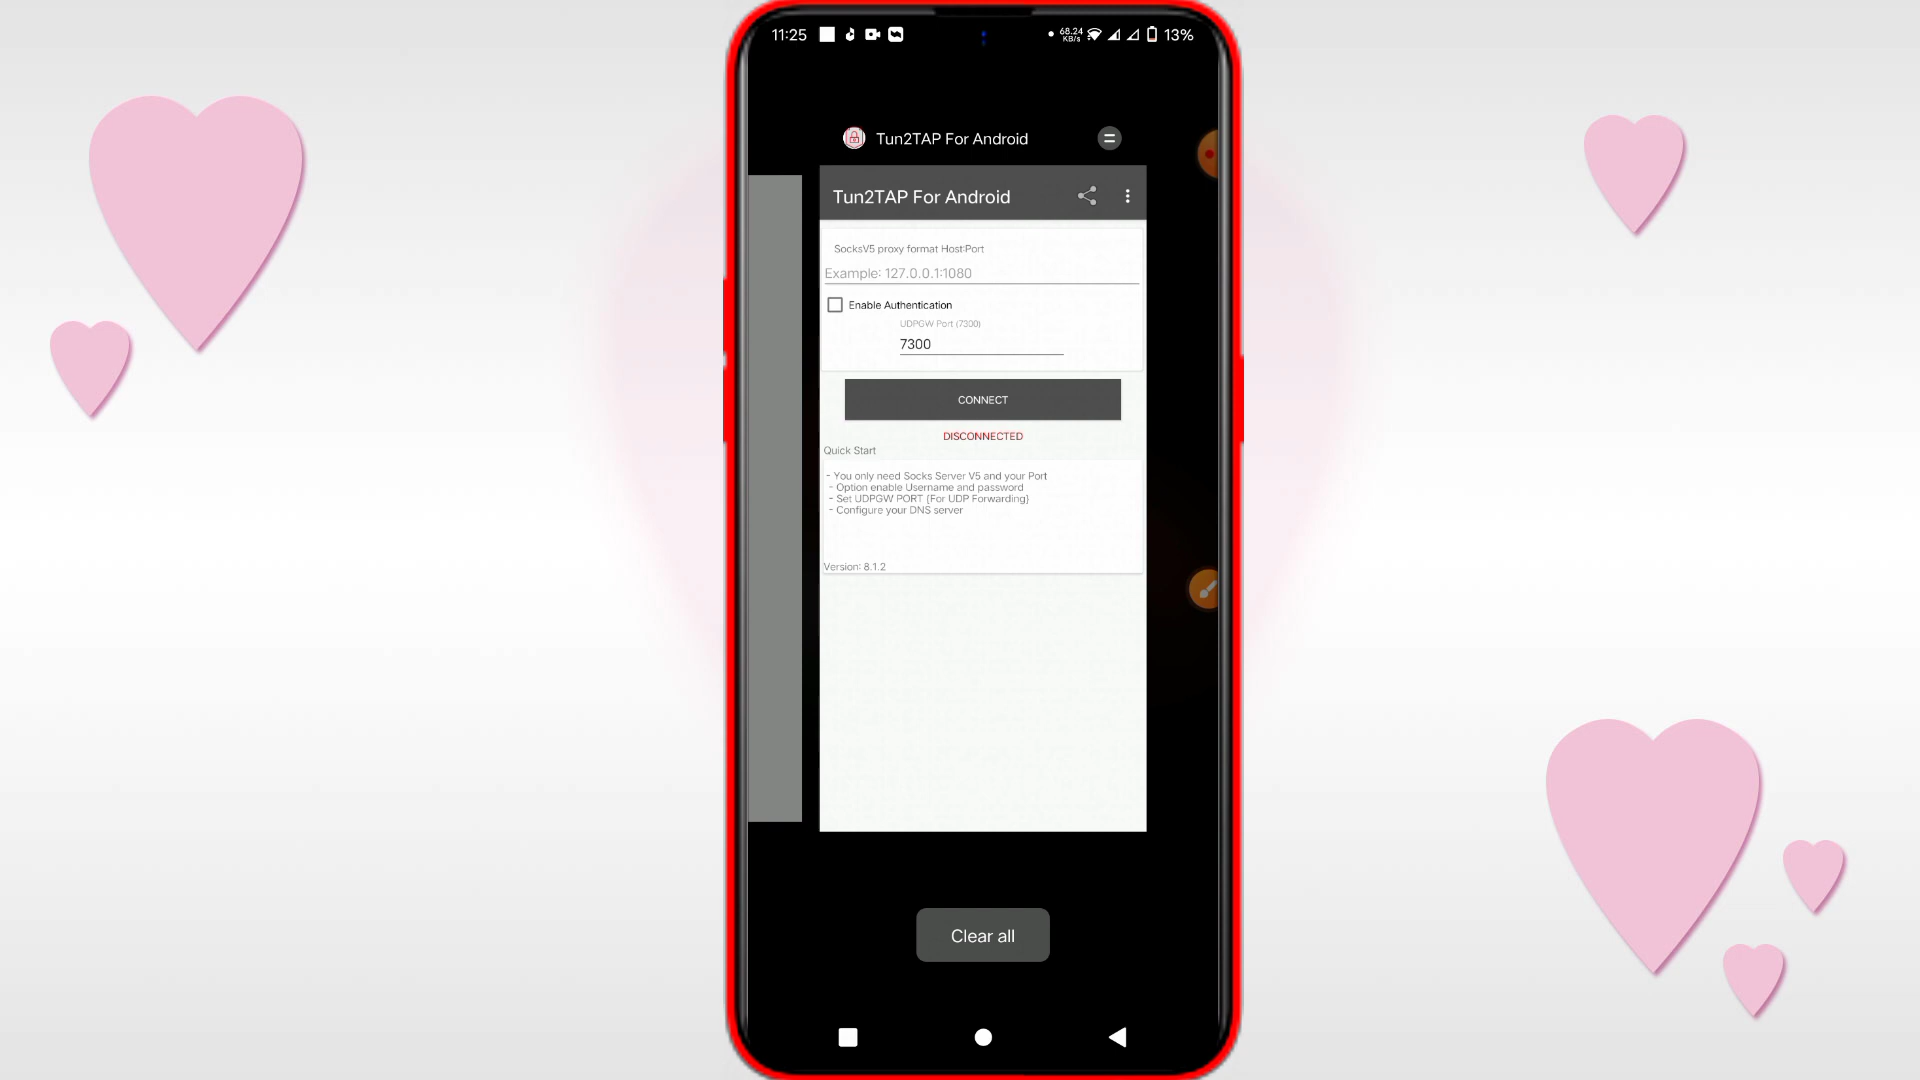 11:25
68.24
KB/s
13%
Tun2TAP For Android
Tun2TAP For Android
SocksV5 proxy format Host:Port
Example: 127.0.0.1:1080
Enable Authentication
UDPGW Port (7300)
7300
CONNECT
DISCONNECTED
Quick Start
- You only need Socks Server V5 and your Port
- Option enable Username and password
- Set UDPGW PORT (For UDP Forwarding)
- Configure your DNS server
Version: 8.1.2
Clear all